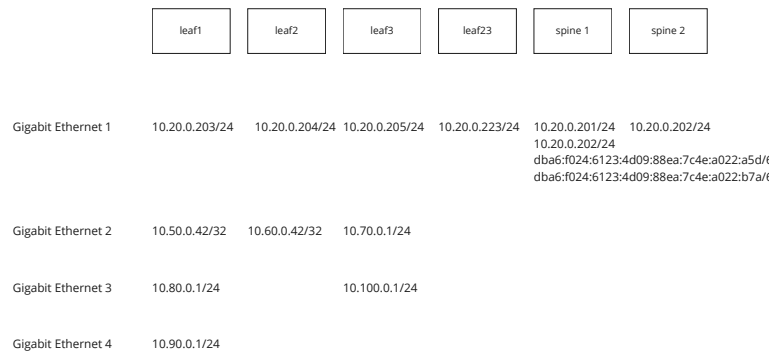 leaf1 leaf2 leaf3 leaf23 spine 1 spine 2
Gigabit Ethernet 1 10.20.0.203/24 10.20.0.204/24 10.20.0.205/24 10.20.0.223/24 10.20.0.201/24 10.20.0.202/24
10.20.0.202/24
dba6:f024:6123:4d09:88ea:7c4e:a022:a5d/6
dba6:f024:6123:4d09:88ea:7c4e:a022:b7a/6
Gigabit Ethernet 2 10.50.0.42/32 10.60.0.42/32 10.70.0.1/24
Gigabit Ethernet 3 10.80.0.1/24 10.100.0.1/24
Gigabit Ethernet 4 10.90.0.1/24